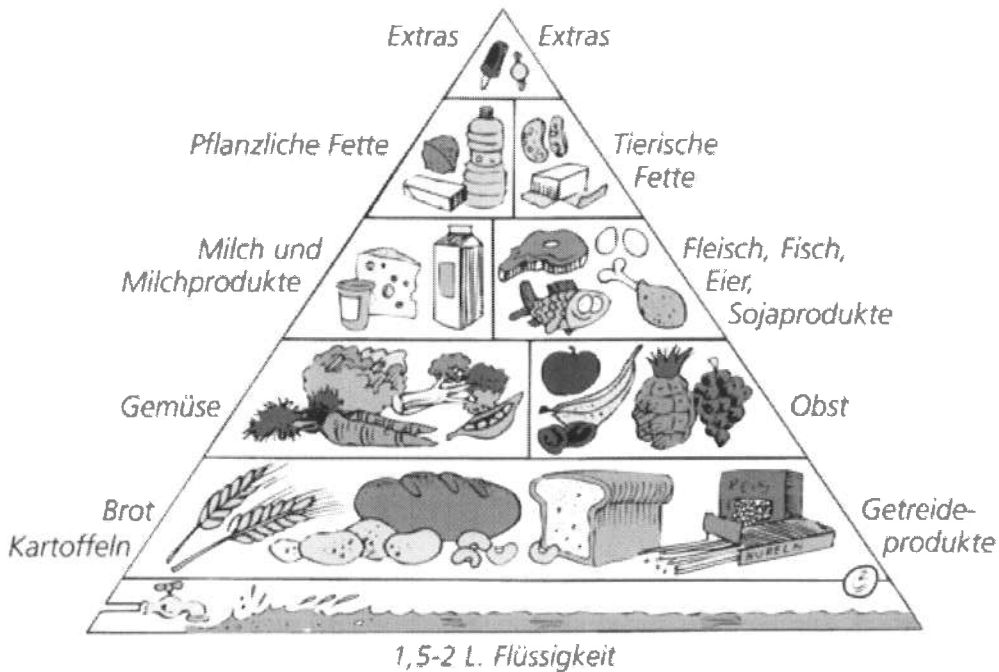 Extras
Extras
Pflanzliche Fette
Tierische
Fette
Milch und
Milchprodukte
Fleisch, Fisch,
Eier,
Sojaprodukte
Gemüse
Obst
Brot
Kartoffeln
REIS
NUDELN
Getreide-
produkte
1,5-2 L. Flüssigkeit